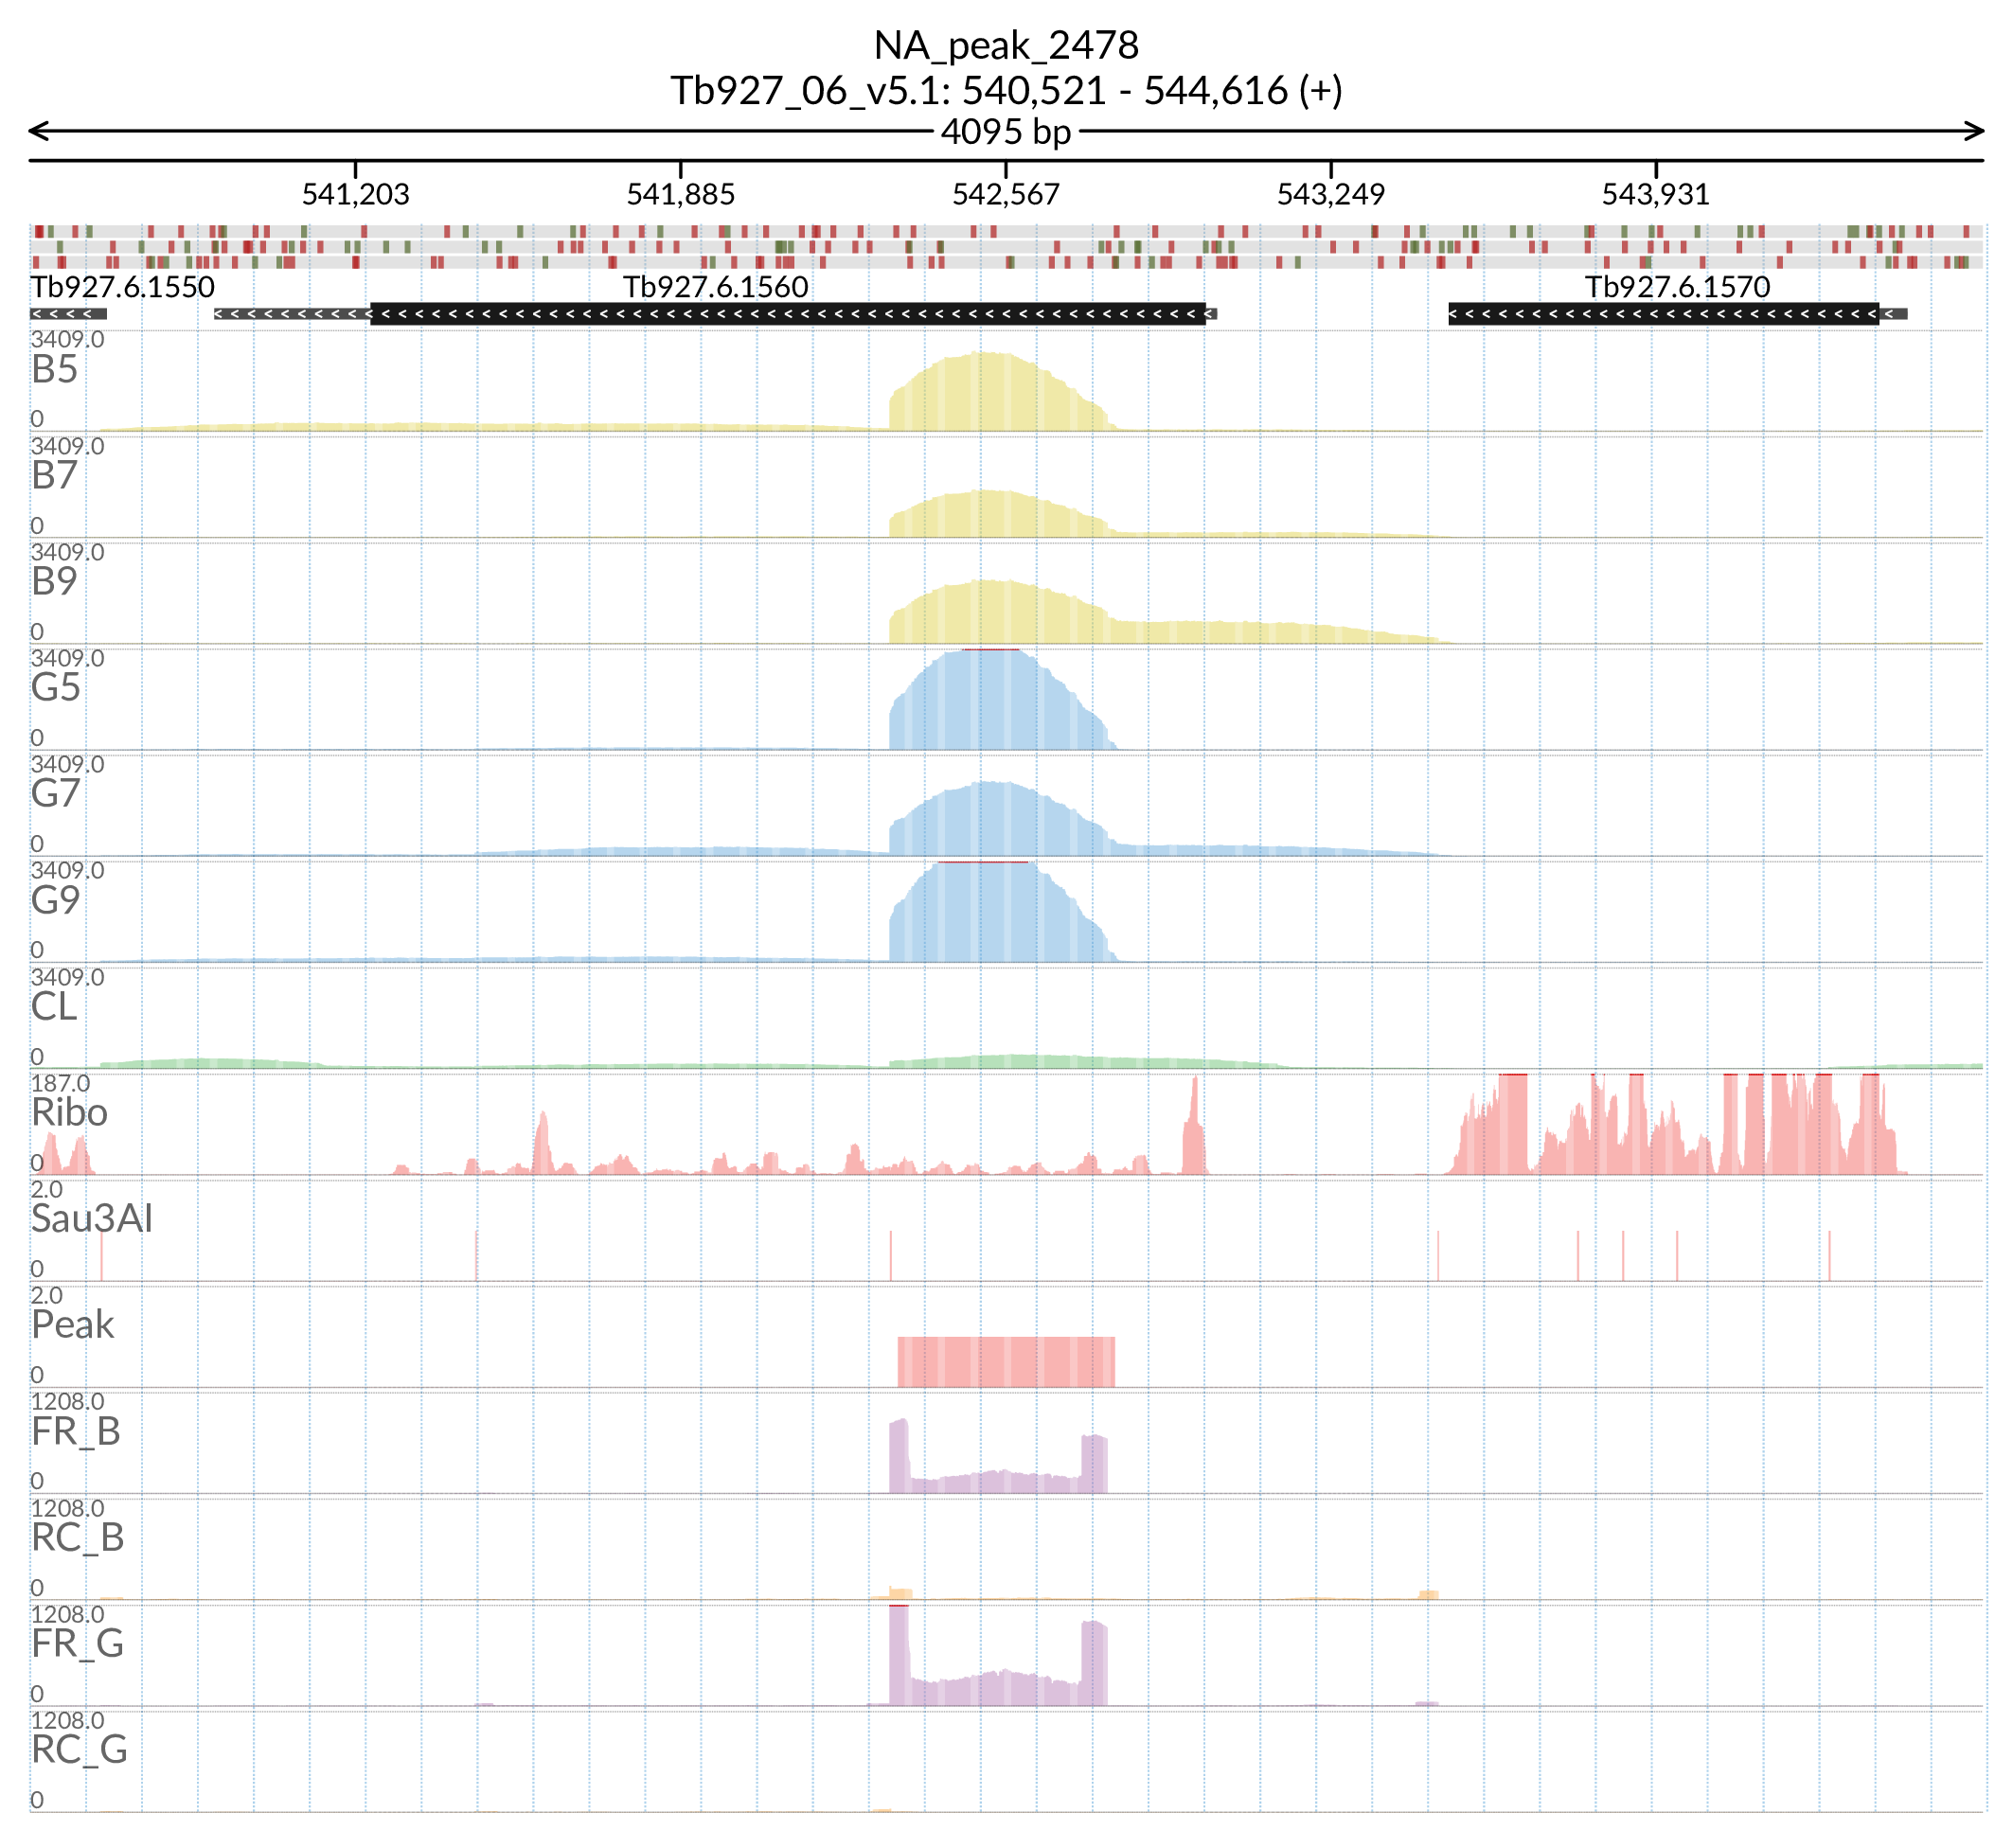 NA_peak_2478
Tb927_06_v5.1: 540,521 - 544,616 (+)
4095 bp
541,203 541,885 542,567 543,249 543,931
Tb927.6.1550 Tb927.6.1560 Tb927.6.1570
3409.0
B5
0
3409.0
B7
0
3409.0
B9
0
3409.0
G5
0
3409.0
G7
0
3409.0
G9
0
3409.0
CL
0
187.0
Ribo
0
2.0
Sau3AI
0
2.0
Peak
0
1208.0
FR_B
0
1208.0
RC_B
0
1208.0
FR_G
0
1208.0
RC_G
0